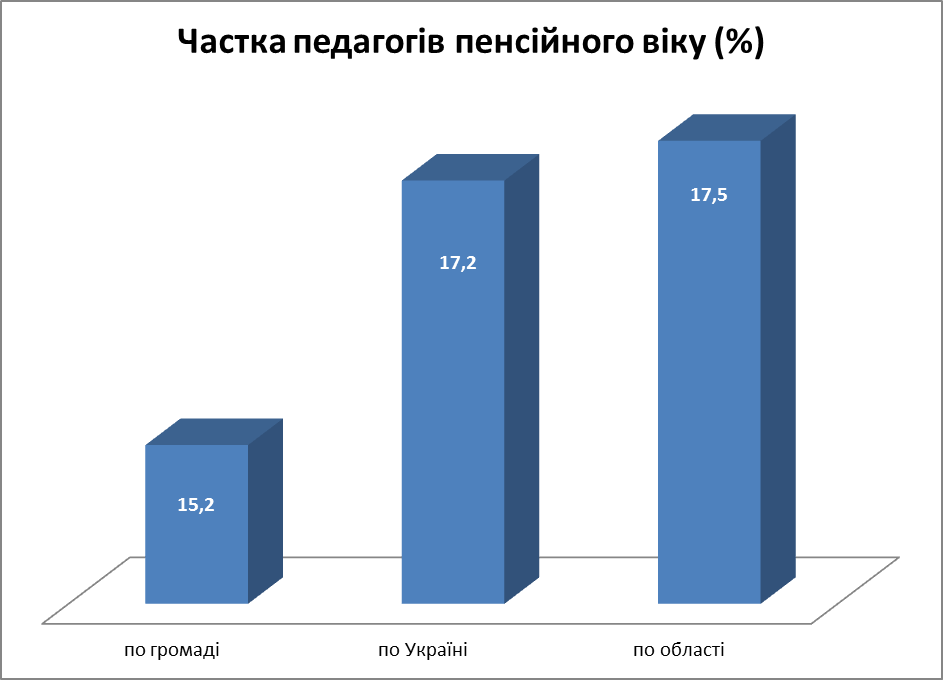 Частка педагогів пенсійного віку (%)
17,5
17,2
15,2
по громаді
по Україні
по області